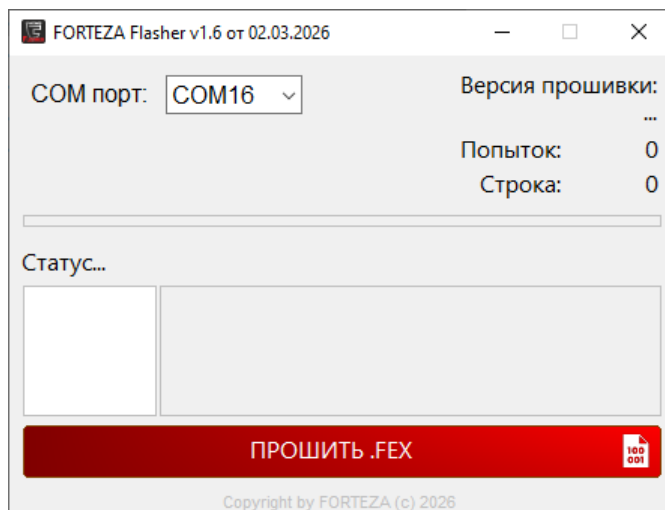 FORTEZA Flasher v1.6 от 02.03.2026
COM порт: COM16
Версия прошивки:
...
Попыток: 0
Строка: 0
Статус...
ПРОШИТЬ .FEX
100
001
Copyright by FORTEZA (c) 2026